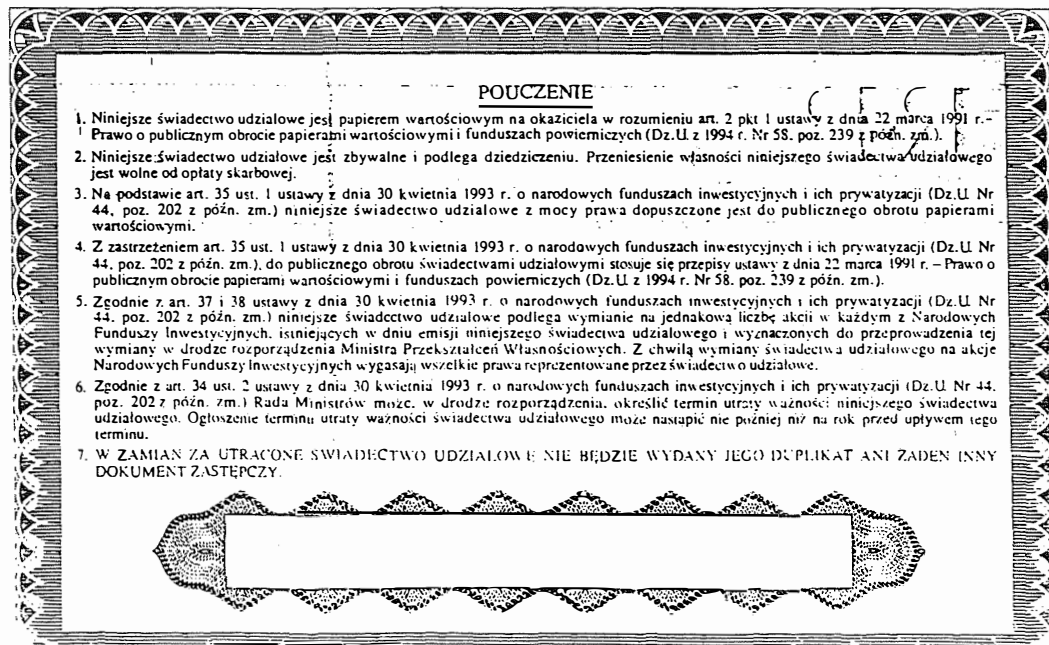 POUCZENIE
1. Niniejsze świadectwo udziałowe jest papierem wartościowym na okaziciela w rozumieniu art. 2 pkt 1 ustawy z dnia 22 marca 1991 r. –
Prawo o publicznym obrocie papierami wartościowymi i funduszach powierniczych (Dz.U. z 1994 r. Nr 58. poz. 239 z późn. zm.).
2. Niniejsze świadectwo udziałowe jest zbywalne i podlega dziedziczeniu. Przeniesienie własności niniejszego świadectwa udziałowego
jest wolne od opłaty skarbowej.
3. Na podstawie art. 35 ust. 1 ustawy z dnia 30 kwietnia 1993 r. o narodowych funduszach inwestycyjnych i ich prywatyzacji (Dz.U. Nr
44, poz. 202 z późn. zm.) niniejsze świadectwo udziałowe z mocy prawa dopuszczone jest do publicznego obrotu papierami
wartościowymi.
4. Z zastrzeżeniem art. 35 ust. 1 ustawy z dnia 30 kwietnia 1993 r. o narodowych funduszach inwestycyjnych i ich prywatyzacji (Dz.U. Nr
44, poz. 202 z późn. zm.), do publicznego obrotu świadectwami udziałowymi stosuje się przepisy ustawy z dnia 22 marca 1991 r. – Prawo o
publicznym obrocie papierami wartościowymi i funduszach powierniczych (Dz.U. z 1994 r. Nr 58. poz. 239 z późn. zm.).
5. Zgodnie z art. 37 i 38 ustawy z dnia 30 kwietnia 1993 r. o narodowych funduszach inwestycyjnych i ich prywatyzacji (Dz.U. Nr
44. poz. 202 z późn. zm.) niniejsze świadectwo udziałowe podlega wymianie na jednakową liczbę akcji w każdym z Narodowych
Funduszy Inwestycyjnych, istniejących w dniu emisji niniejszego świadectwa udziałowego i wyznaczonych do przeprowadzenia tej
wymiany w drodze rozporządzenia Ministra Przekształceń Własnościowych. Z chwilą wymiany świadectwa udziałowego na akcje
Narodowych Funduszy Inwestycyjnych wygasają wszelkie prawa reprezentowane przez świadectwo udziałowe.
6. Zgodnie z art. 34 ust. 2 ustawy z dnia 30 kwietnia 1993 r. o narodowych funduszach inwestycyjnych i ich prywatyzacji (Dz.U. Nr 44.
poz. 202 z późn. zm.) Rada Ministrów może, w drodze rozporządzenia, określić termin utraty ważności niniejszego świadectwa
udziałowego. Ogłoszenie terminu utraty ważności świadectwa udziałowego może nastąpić nie później niż na rok przed upływem tego
terminu.
7. W ZAMIAN ZA UTRACONE ŚWIADECTWO UDZIAŁOWE NIE BĘDZIE WYDANY JEGO DUPLIKAT ANI ŻADEN INNY
DOKUMENT ZASTĘPCZY.